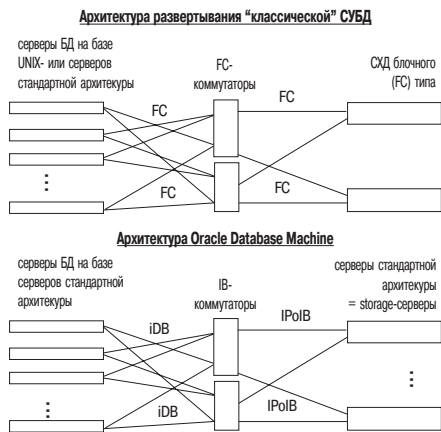 Архитектура развертывания “классической” СУБД
серверы БД на базе
UNIX- или серверов
стандартной архитекуры
FC-
коммутаторы
СХД блочного
(FC) типа
FC
FC
FC
FC
⋮
Архитектура Oracle Database Machine
серверы БД на базе
серверов стандартной
архитекуры
IB-
коммутаторы
серверы стандартной
архитекуры
= storage-серверы
iDB
IPoIB
⋮
⋮
iDB
IPoIB